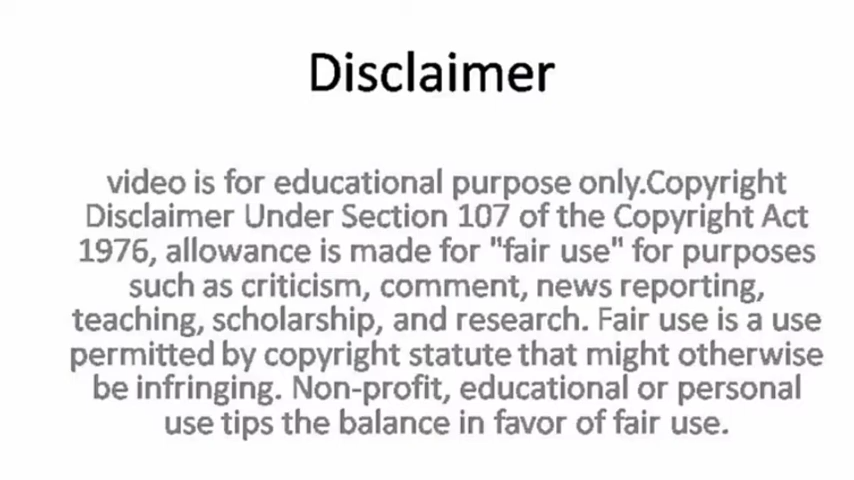 Disclaimer
video is for educational purpose only.Copyright
Disclaimer Under Section 107 of the Copyright Act
1976, allowance is made for "fair use" for purposes
such as criticism, comment, news reporting,
teaching, scholarship, and research. Fair use is a use
permitted by copyright statute that might otherwise
be infringing. Non-profit, educational or personal
use tips the balance in favor of fair use.